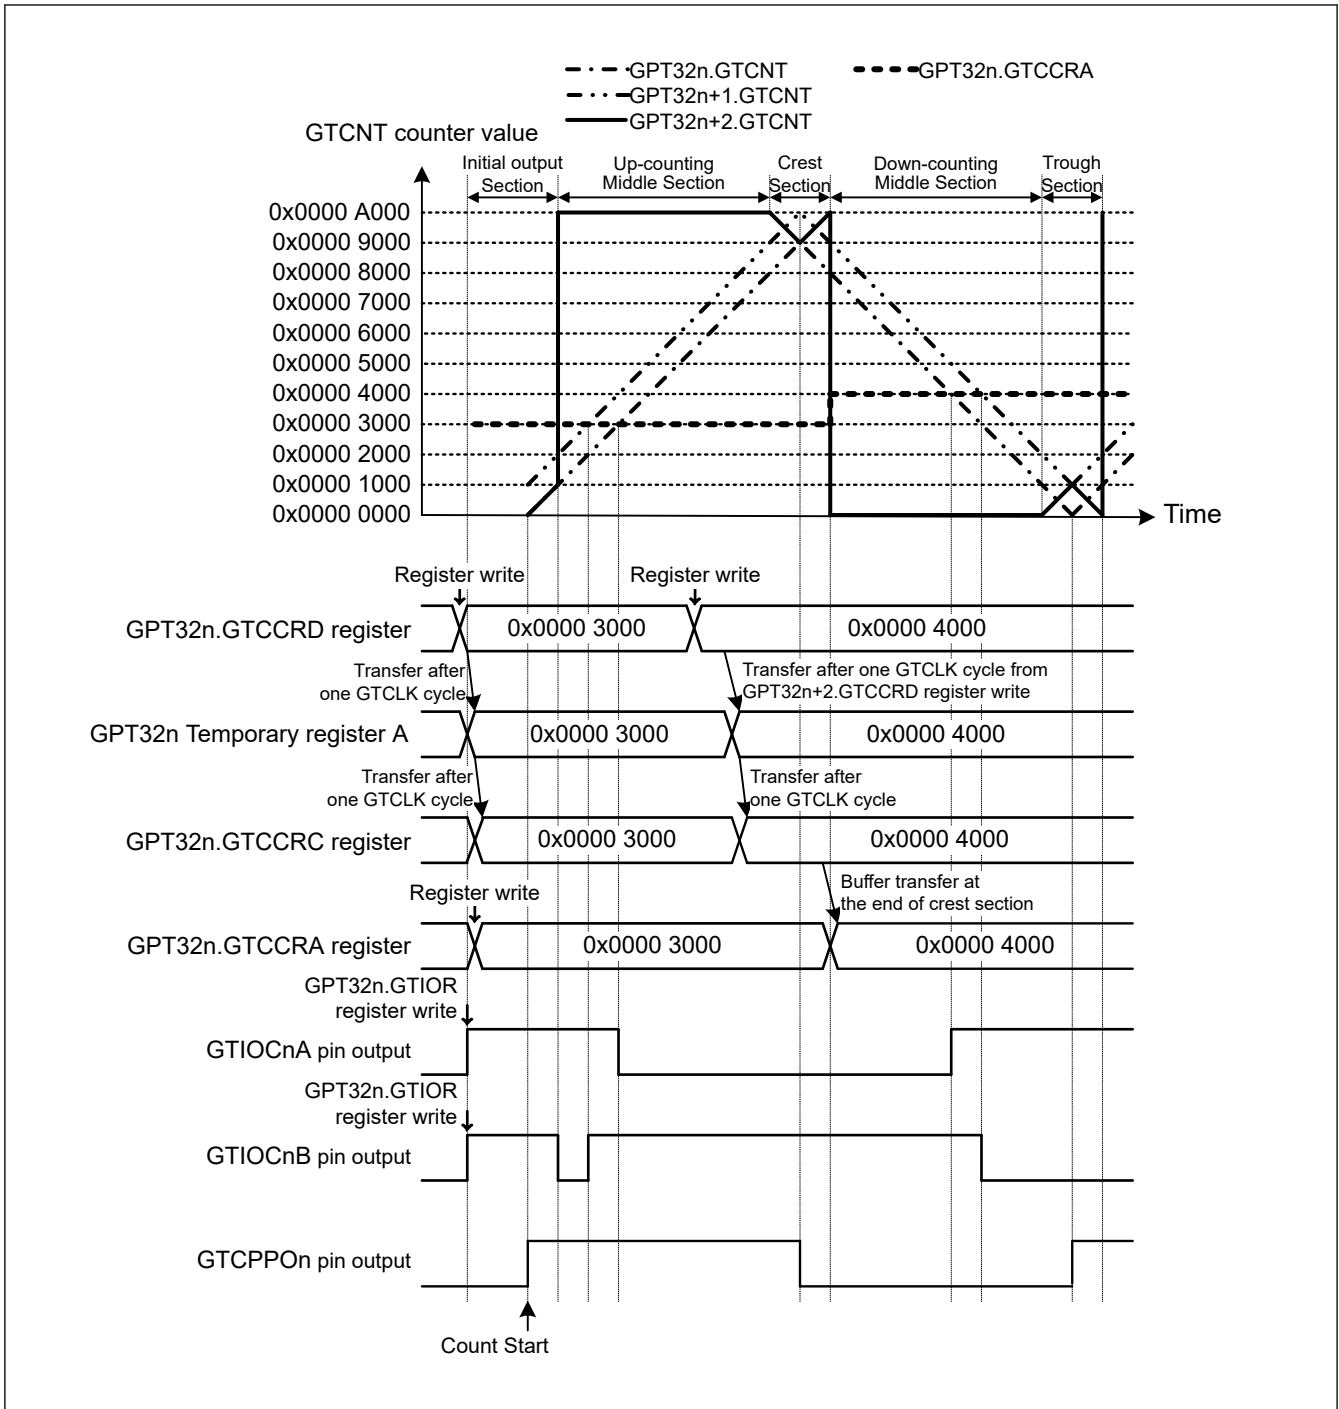 GPT32n.GTCNT
GPT32n.GTCCRA
GPT32n+1.GTCNT
GPT32n+2.GTCNT
GTCNT counter value
Initial output
Section
Up-counting
Middle Section
Crest
Section
Down-counting
Middle Section
Trough
Section
0x0000 A000
0x0000 9000
0x0000 8000
0x0000 7000
0x0000 6000
0x0000 5000
0x0000 4000
0x0000 3000
0x0000 2000
0x0000 1000
0x0000 0000
Time
Register write
Register write
GPT32n.GTCCRD register
0x0000 3000
0x0000 4000
Transfer after
one GTCLK cycle
Transfer after one GTCLK cycle from
GPT32n+2.GTCCRD register write
GPT32n Temporary register A
0x0000 3000
0x0000 4000
Transfer after
one GTCLK cycle
Transfer after
one GTCLK cycle
GPT32n.GTCCRC register
0x0000 3000
0x0000 4000
Register write
Buffer transfer at
the end of crest section
GPT32n.GTCCRA register
0x0000 3000
0x0000 4000
GPT32n.GTIOR
register write
GTIOCnA pin output
GPT32n.GTIOR
register write
GTIOCnB pin output
GTCPPOn pin output
Count Start